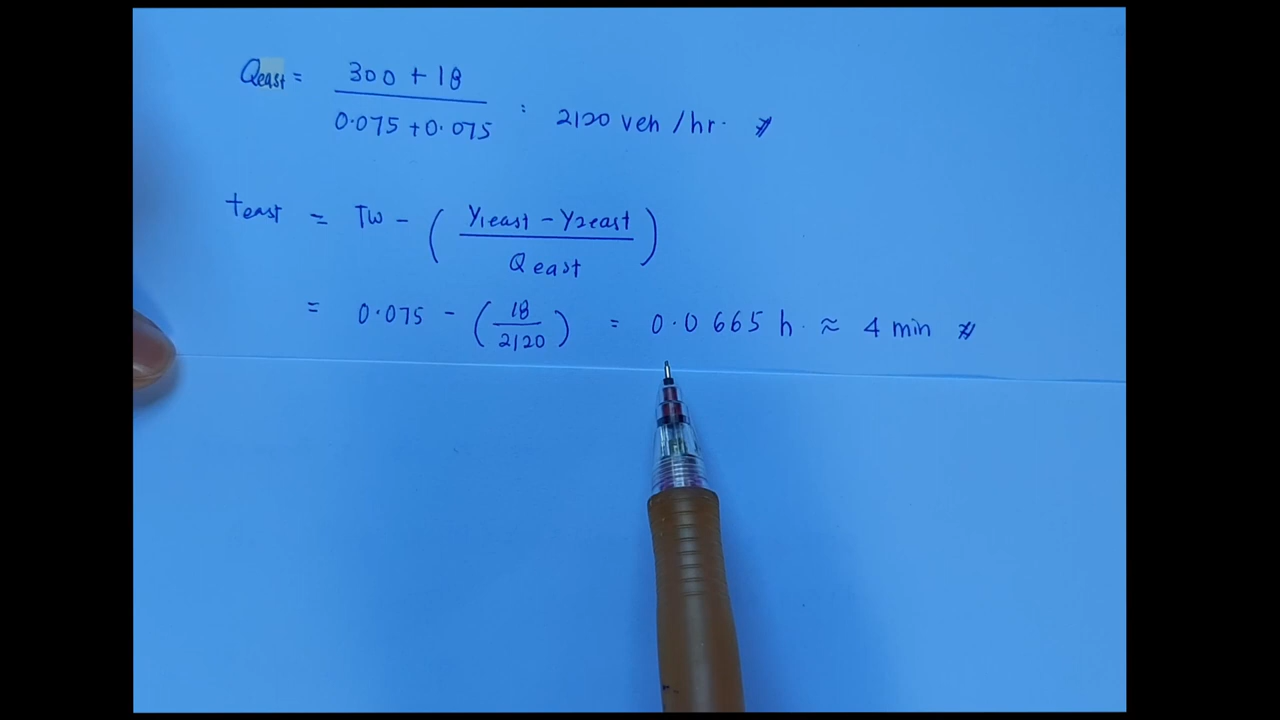 Qeast = 300 + 18 / 0.075 + 0.075 : 2120 veh /hr.
teast = Tw - ( Y1east - Y2east / Qeast )
= 0.075 - ( 18 / 2120 ) = 0.0665 h. ≈ 4 min